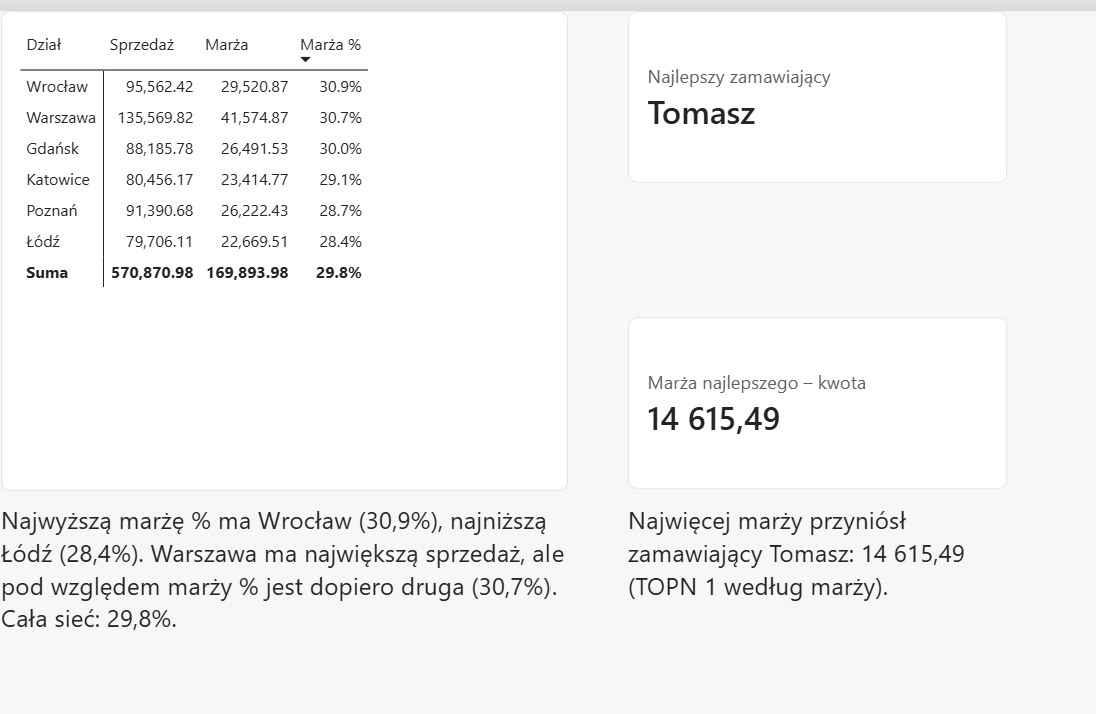 Dział Sprzedaż Marża Marża %
Wrocław 95,562.42 29,520.87 30.9%
Warszawa 135,569.82 41,574.87 30.7%
Gdańsk 88,185.78 26,491.53 30.0%
Katowice 80,456.17 23,414.77 29.1%
Poznań 91,390.68 26,222.43 28.7%
Łódź 79,706.11 22,669.51 28.4%
Suma 570,870.98 169,893.98 29.8%
Najwyższą marżę % ma Wrocław (30,9%), najniższą
Łódź (28,4%). Warszawa ma największą sprzedaż, ale
pod względem marży % jest dopiero druga (30,7%).
Cała sieć: 29,8%.
Najlepszy zamawiający
Tomasz
Marża najlepszego – kwota
14 615,49
Najwięcej marży przyniósł
zamawiający Tomasz: 14 615,49
(TOPN 1 według marży).